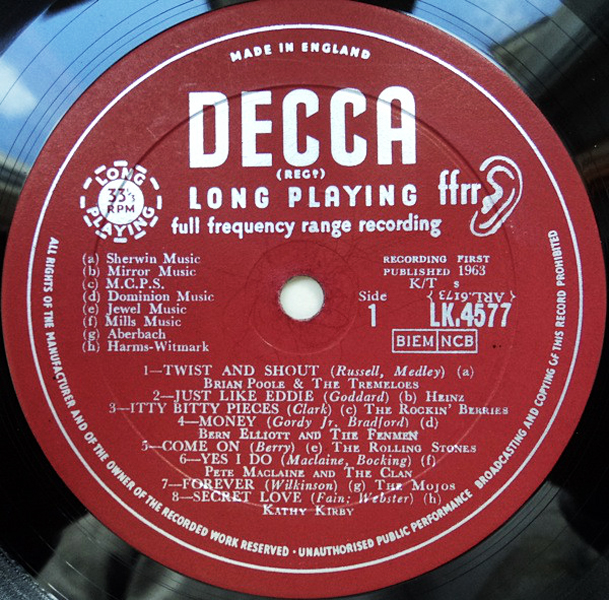 MADE IN ENGLAND
DECCA
(REGD)
LONG PLAYING
ffrr
full frequency range recording
LONG PLAYING
33 1/3
RPM
(a) Sherwin Music
(b) Mirror Music
(c) M.C.P.S.
(d) Dominion Music
(e) Jewel Music
(f) Mills Music
(g) Aberbach
(h) Harms-Witmark
RECORDING FIRST
PUBLISHED 1963
K/T s
{ ARL.6173 }
Side
1
LK.4577
BIEM NCB
1—TWIST AND SHOUT (Russell, Medley) (a)
BRIAN POOLE & THE TREMELOES
2—JUST LIKE EDDIE (Goddard) (b) HEINZ
3—ITTY BITTY PIECES (Clark) (c) THE ROCKIN' BERRIES
4—MONEY (Gordy Jr, Bradford) (d)
BERN ELLIOTT AND THE FENMEN
5—COME ON (Berry) (e) THE ROLLING STONES
6—YES I DO (Maclaine, Bocking) (f)
PETE MACLAINE AND THE CLAN
7—FOREVER (Wilkinson) (g) THE MOJOS
8—SECRET LOVE (Fain; Webster) (h)
KATHY KIRBY
ALL RIGHTS OF THE MANUFACTURER AND OF THE OWNER OF THE RECORDED WORK RESERVED · UNAUTHORISED PUBLIC PERFORMANCE BROADCASTING AND COPYING OF THIS RECORD PROHIBITED